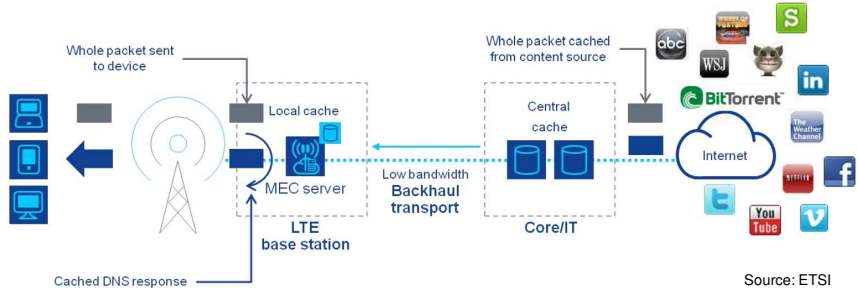 Whole packet sent
to device
Whole packet cached
from content source
Local cache
Central
cache
MEC server
Low bandwidth
Backhaul
transport
LTE
base station
Core/IT
Cached DNS response
Internet
abc
WSJ
S
in
BitTorrent™
The
Weather
Channel
NETFLIX
f
t
You
Tube
v
Source: ETSI